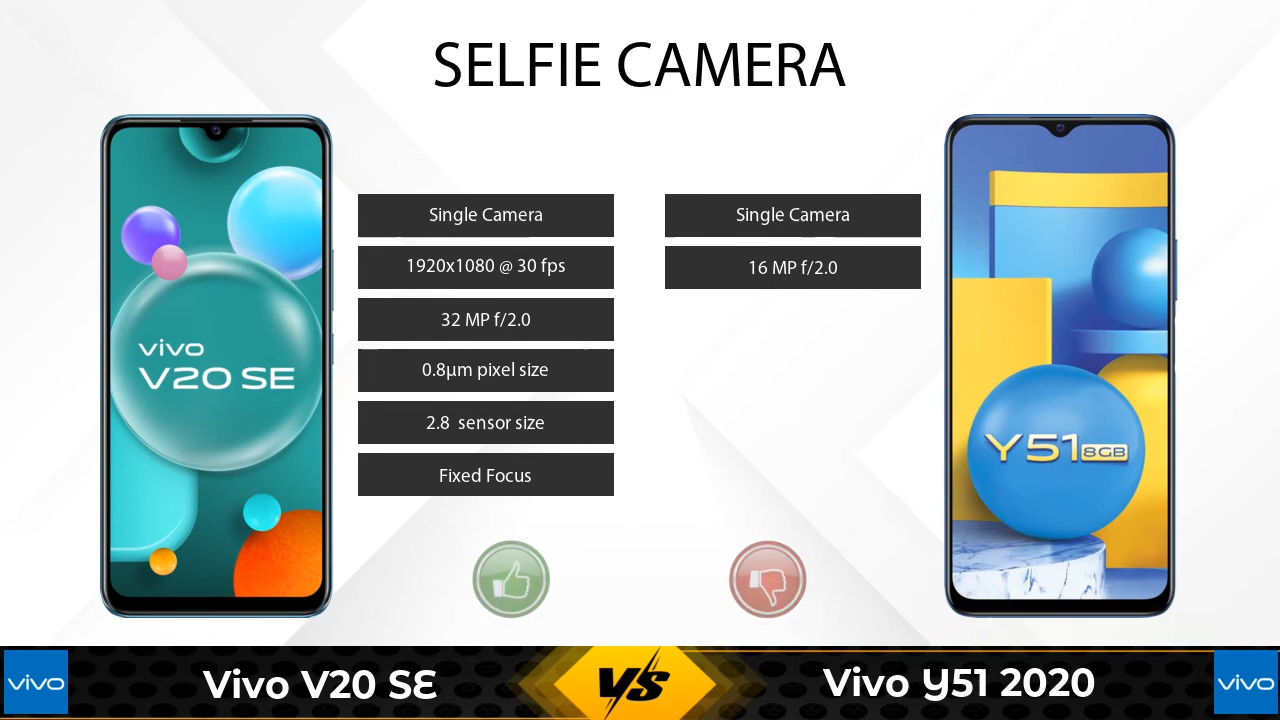 SELFIE CAMERA
Single Camera
1920x1080 @ 30 fps
32 MP f/2.0
0.8µm pixel size
2.8  sensor size
Fixed Focus
Single Camera
16 MP f/2.0
vivo
V20 SE
Y51 8GB
vivo
Vivo V20 SE
VS
Vivo Y51 2020
vivo